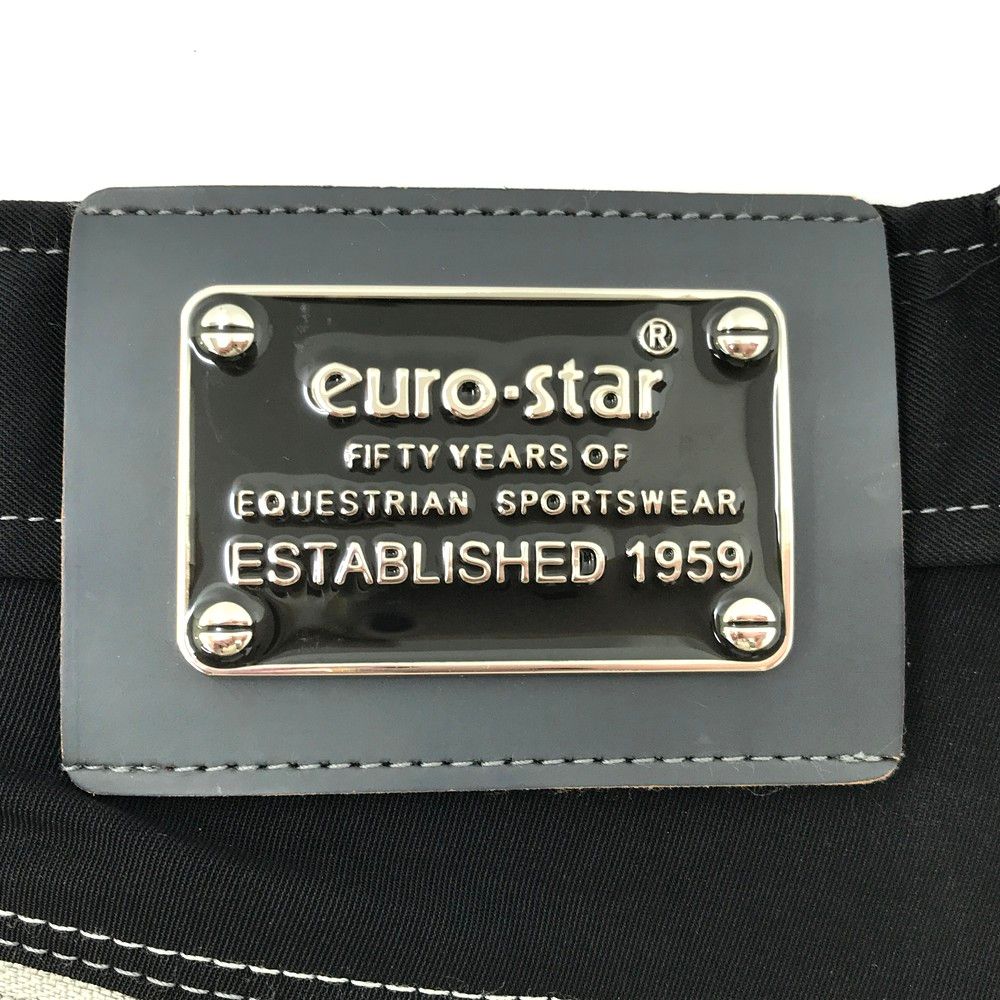 euro·star®
FIFTY YEARS OF
EQUESTRIAN SPORTSWEAR
ESTABLISHED 1959